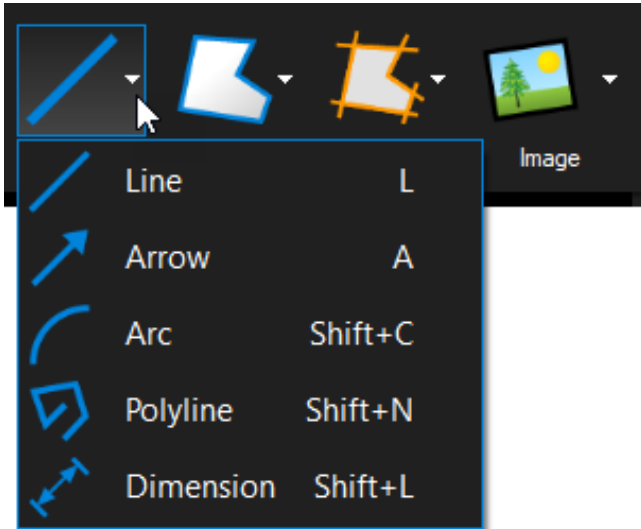 Image
Line L
Arrow A
Arc Shift+C
Polyline Shift+N
Dimension Shift+L